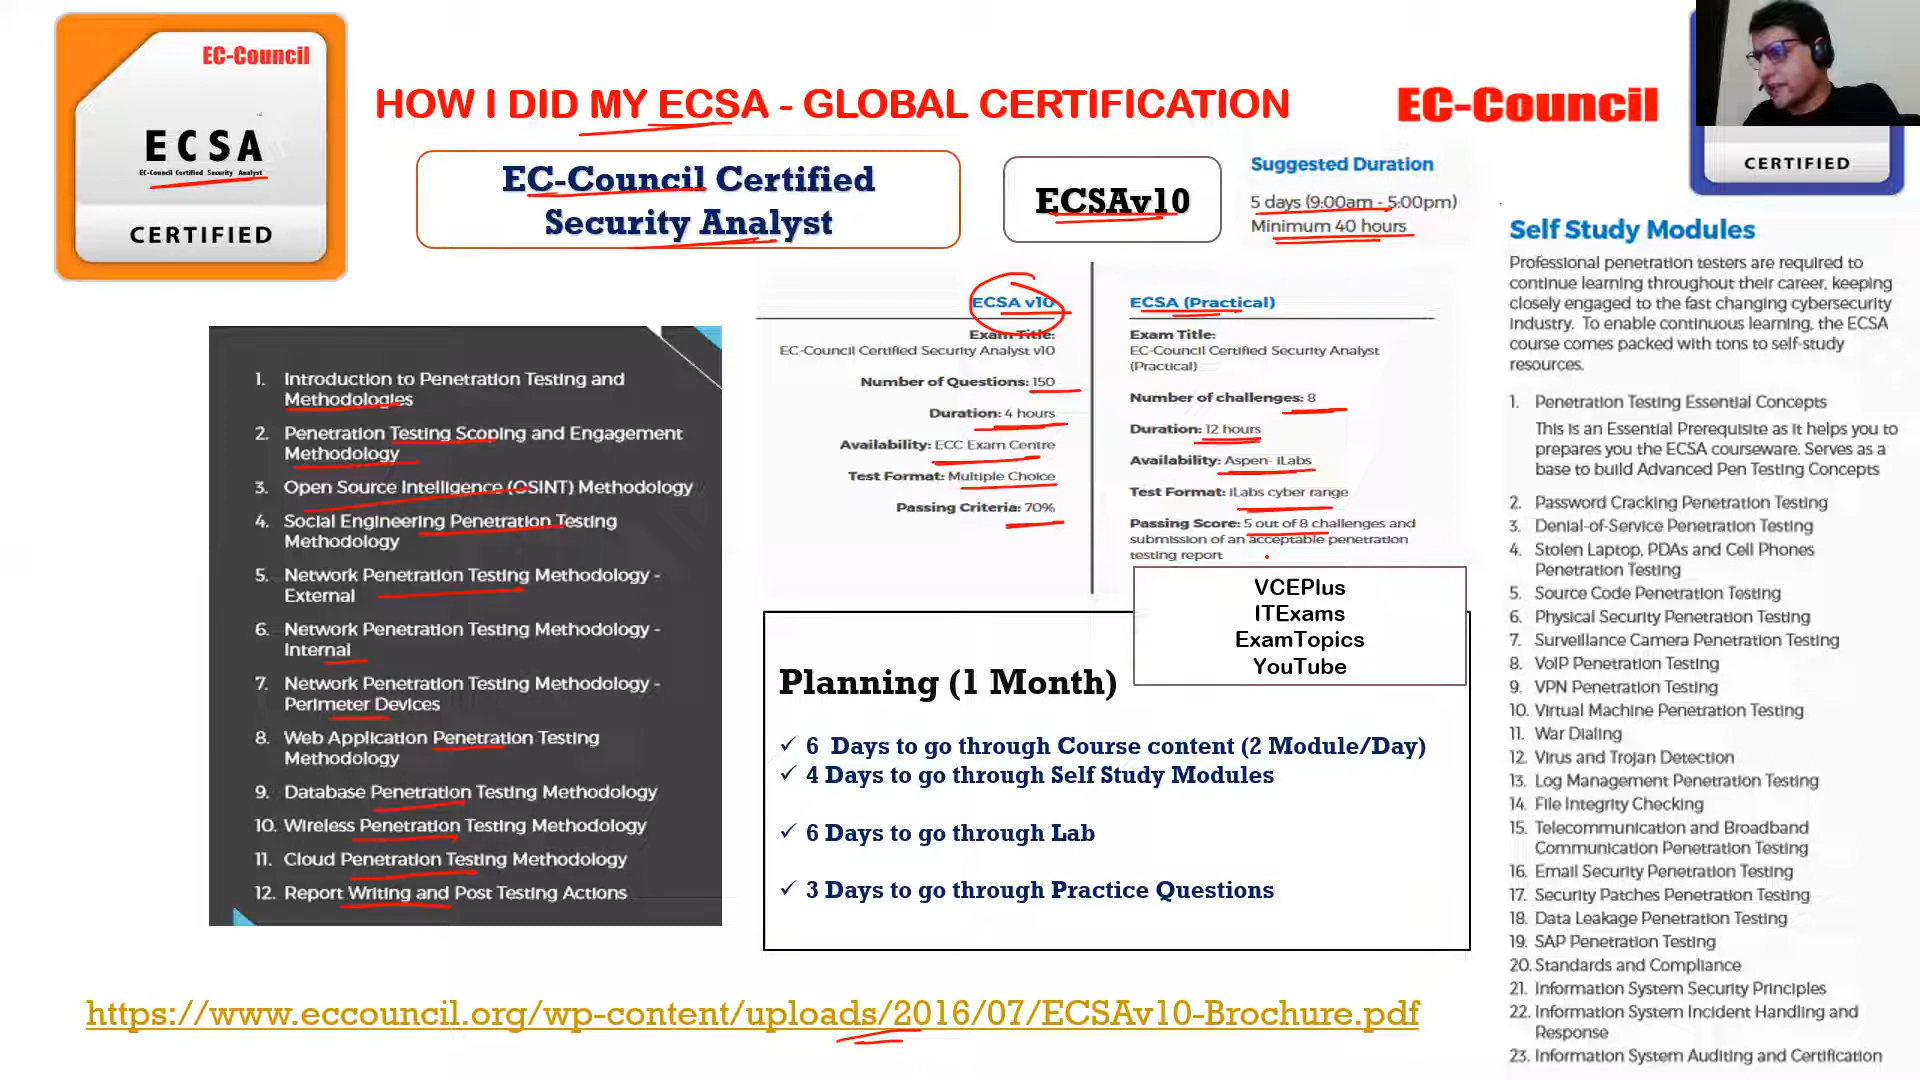 EC-Council
ECSA
EC-Council Certified Security Analyst
CERTIFIED
HOW I DID MY ECSA - GLOBAL CERTIFICATION
EC-Council
CERTIFIED
EC-Council Certified
Security Analyst
ECSAv10
Suggested Duration
5 days (9:00am - 5:00pm)
Minimum 40 hours
1. Introduction to Penetration Testing and
Methodologies
2. Penetration Testing Scoping and Engagement
Methodology
3. Open Source Intelligence (OSINT) Methodology
4. Social Engineering Penetration Testing
Methodology
5. Network Penetration Testing Methodology -
External
6. Network Penetration Testing Methodology -
Internal
7. Network Penetration Testing Methodology -
Perimeter Devices
8. Web Application Penetration Testing
Methodology
9. Database Penetration Testing Methodology
10. Wireless Penetration Testing Methodology
11. Cloud Penetration Testing Methodology
12. Report Writing and Post Testing Actions
ECSA v10
Exam Title:
EC-Council Certified Security Analyst v10
Number of Questions: 150
Duration: 4 hours
Availability: ECC Exam Centre
Test Format: Multiple Choice
Passing Criteria: 70%
ECSA (Practical)
Exam Title:
EC-Council Certified Security Analyst
(Practical)
Number of challenges: 8
Duration: 12 hours
Availability: Aspen- iLabs
Test Format: iLabs cyber range
Passing Score: 5 out of 8 challenges and
submission of an acceptable penetration
testing report
VCEPlus
ITExams
ExamTopics
YouTube
Planning (1 Month)
✓ 6 Days to go through Course content (2 Module/Day)
✓ 4 Days to go through Self Study Modules
✓ 6 Days to go through Lab
✓ 3 Days to go through Practice Questions
Self Study Modules
Professional penetration testers are required to
continue learning throughout their career, keeping
closely engaged to the fast changing cybersecurity
industry. To enable continuous learning, the ECSA
course comes packed with tons to self-study
resources.
1. Penetration Testing Essential Concepts
This is an Essential Prerequisite as it helps you to
prepares you the ECSA courseware. Serves as a
base to build Advanced Pen Testing Concepts
2. Password Cracking Penetration Testing
3. Denial-of-Service Penetration Testing
4. Stolen Laptop, PDAs and Cell Phones
Penetration Testing
5. Source Code Penetration Testing
6. Physical Security Penetration Testing
7. Surveillance Camera Penetration Testing
8. VoIP Penetration Testing
9. VPN Penetration Testing
10. Virtual Machine Penetration Testing
11. War Dialing
12. Virus and Trojan Detection
13. Log Management Penetration Testing
14. File Integrity Checking
15. Telecommunication and Broadband
Communication Penetration Testing
16. Email Security Penetration Testing
17. Security Patches Penetration Testing
18. Data Leakage Penetration Testing
19. SAP Penetration Testing
20. Standards and Compliance
21. Information System Security Principles
22. Information System Incident Handling and
Response
23. Information System Auditing and Certification
https://www.eccouncil.org/wp-content/uploads/2016/07/ECSAv10-Brochure.pdf